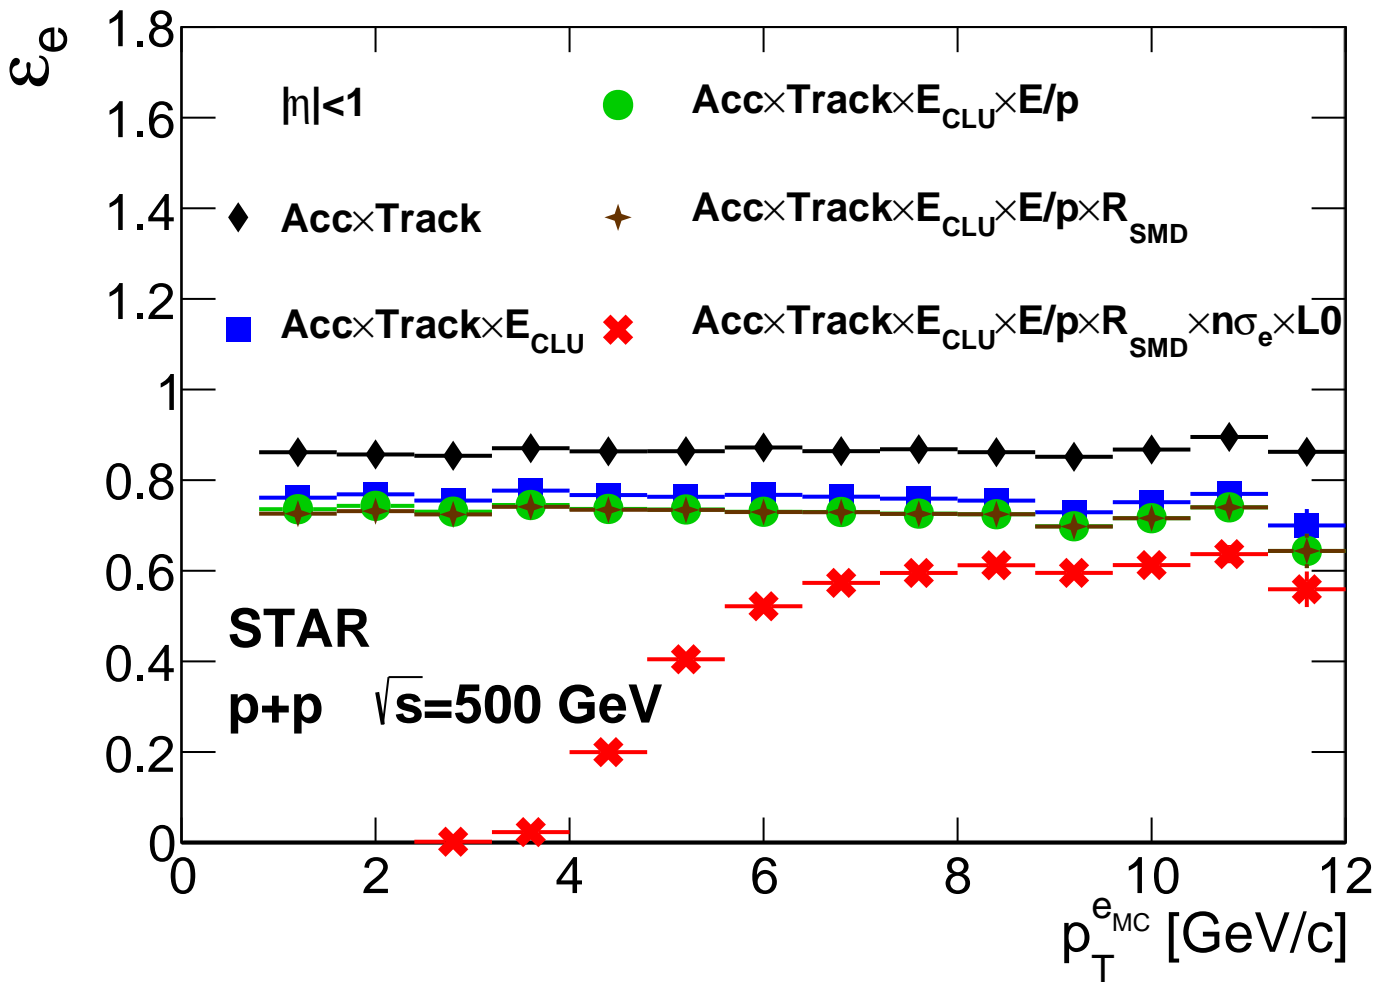 ε_e
1.8
1.6
1.4
1.2
1
0.8
0.6
0.4
0.2
0
|η|<1
Acc×Track
Acc×Track×E_CLU
Acc×Track×E_CLU×E/p
Acc×Track×E_CLU×E/p×R_SMD
Acc×Track×E_CLU×E/p×R_SMD×nσ_e×L0
STAR
p+p √s=500 GeV
0 2 4 6 8 10 12
p_T^e_MC [GeV/c]